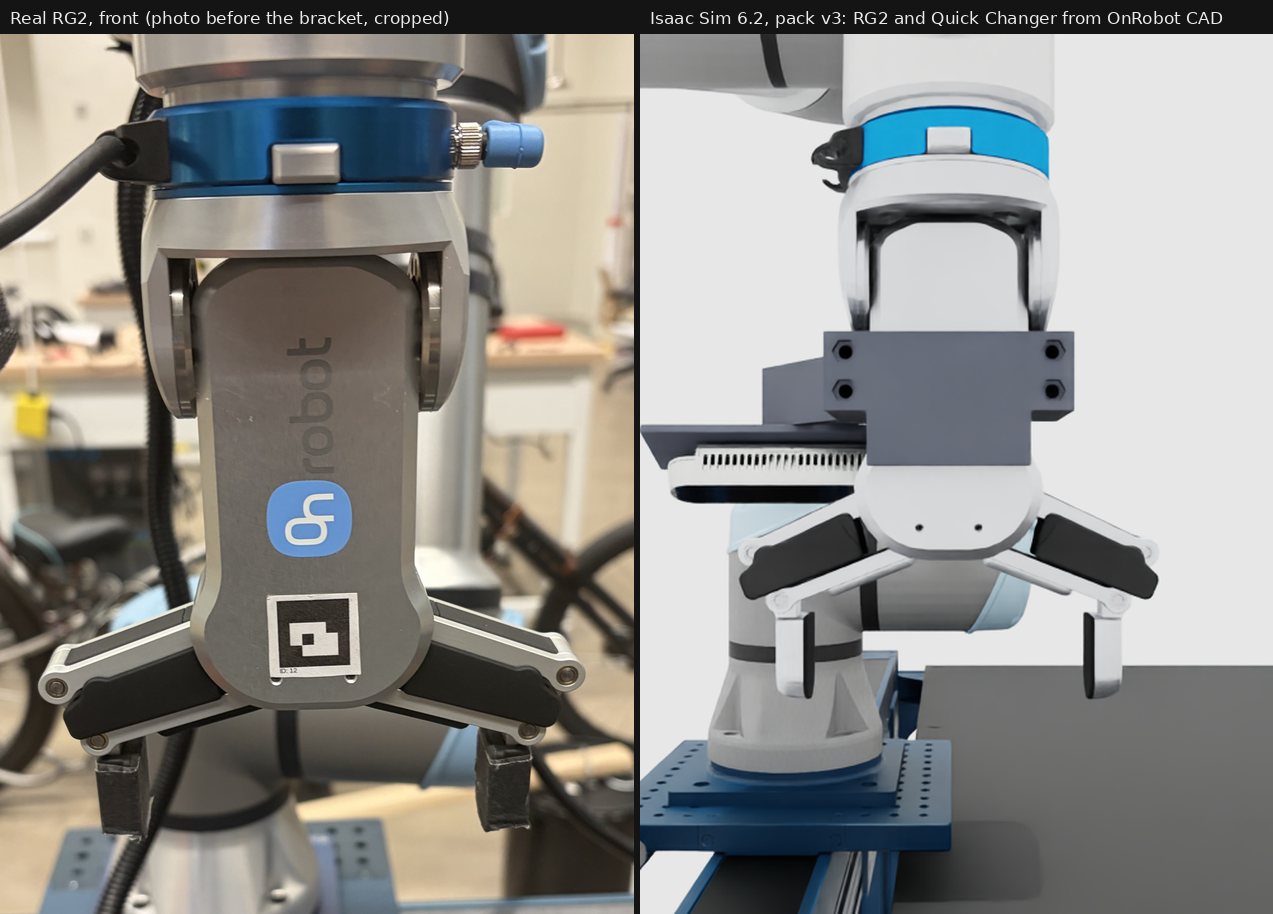 Real RG2, front (photo before the bracket, cropped)
Isaac Sim 6.2, pack v3: RG2 and Quick Changer from OnRobot CAD
onrobot
ID: 12